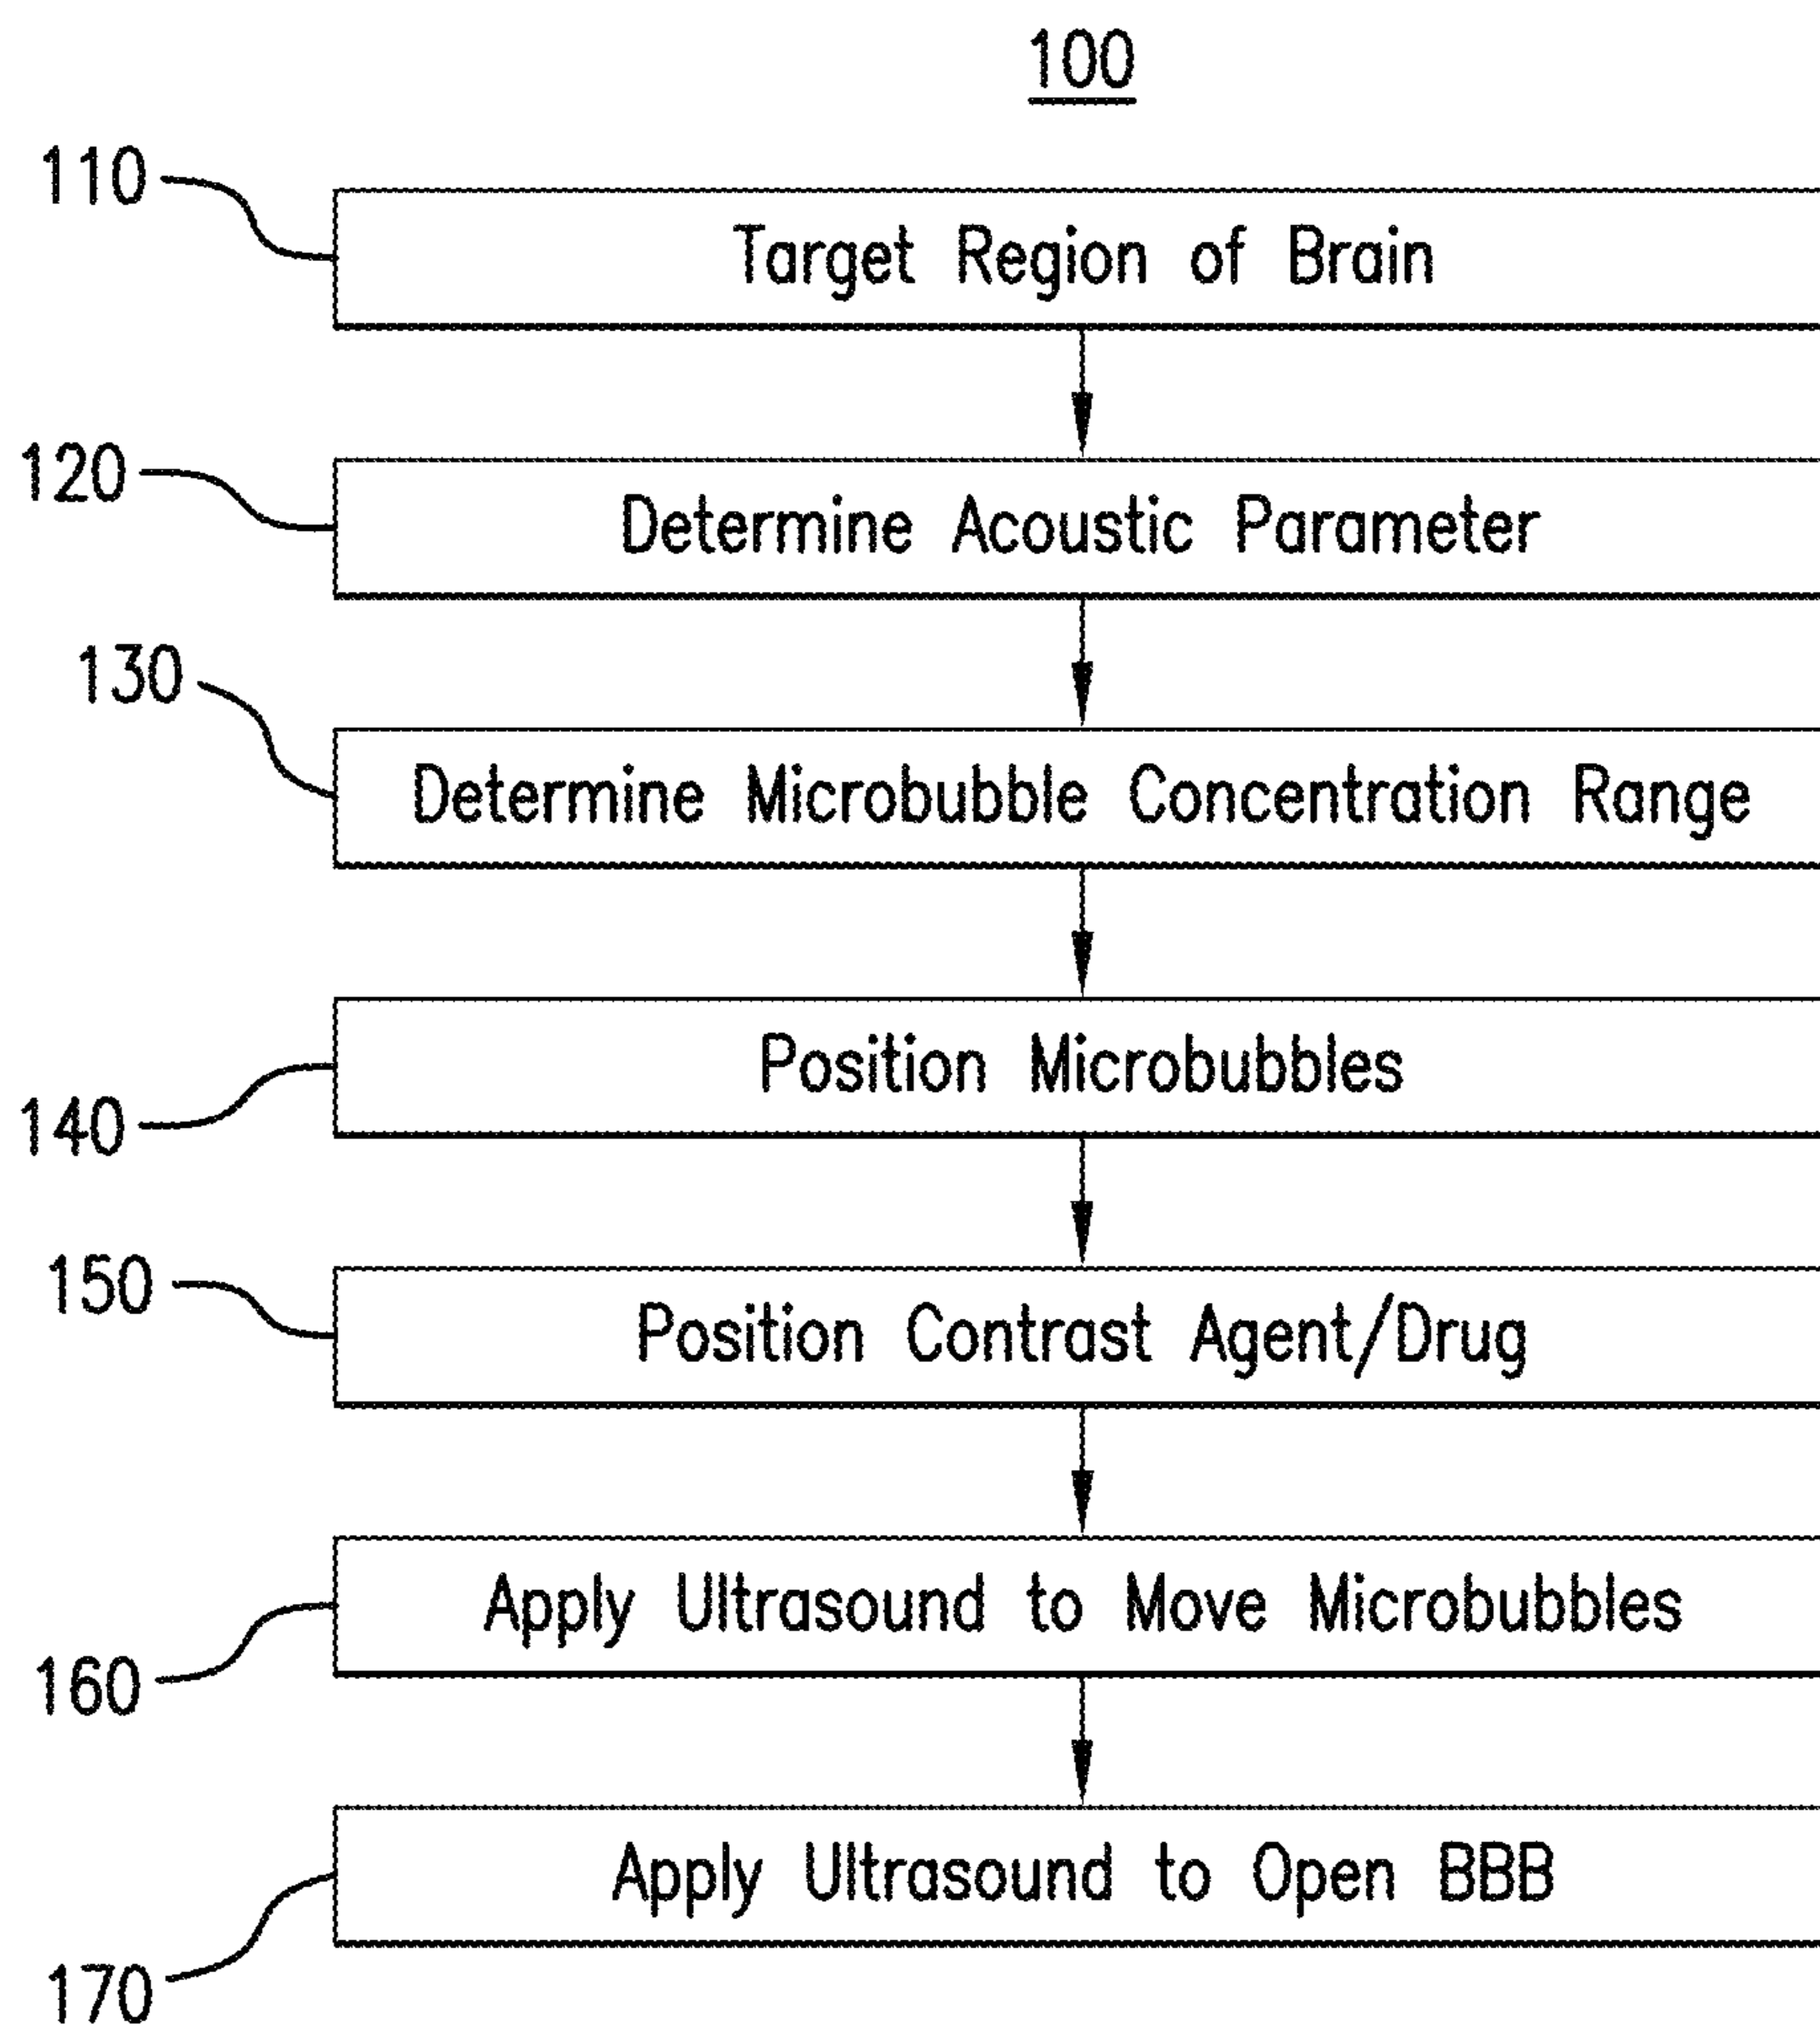 100
110
Target Region of Brain
120
Determine Acoustic Parameter
130
Determine Microbubble Concentration Range
140
Position Microbubbles
150
Position Contrast Agent/Drug
160
Apply Ultrasound to Move Microbubbles
170
Apply Ultrasound to Open BBB